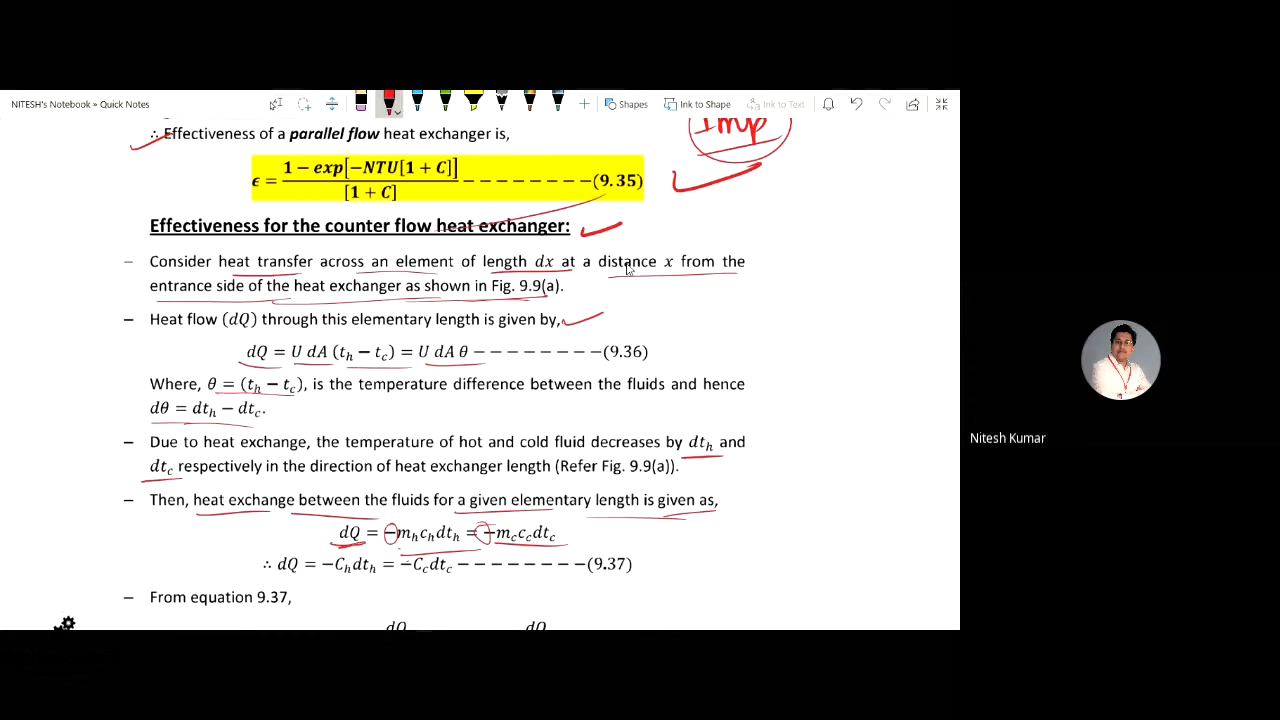 NITESH's Notebook » Quick Notes
Shapes
Ink to Shape
Ink to Text
Imp
∴ Effectiveness of a parallel flow heat exchanger is,
ϵ = 1 − exp[−NTU[1 + C]] / [1 + C] − − − − − − − −(9.35)
Effectiveness for the counter flow heat exchanger:
− Consider heat transfer across an element of length dx at a distance x from the
entrance side of the heat exchanger as shown in Fig. 9.9(a).
− Heat flow (dQ) through this elementary length is given by,
dQ = U dA (t_h − t_c) = U dA θ − − − − − − − −(9.36)
Where, θ = (t_h − t_c), is the temperature difference between the fluids and hence
dθ = dt_h − dt_c.
− Due to heat exchange, the temperature of hot and cold fluid decreases by dt_h and
dt_c respectively in the direction of heat exchanger length (Refer Fig. 9.9(a)).
− Then, heat exchange between the fluids for a given elementary length is given as,
dQ = −m_h c_h dt_h = −m_c c_c dt_c
∴ dQ = −C_h dt_h = −C_c dt_c − − − − − − − −(9.37)
− From equation 9.37,
dQ dQ
Nitesh Kumar